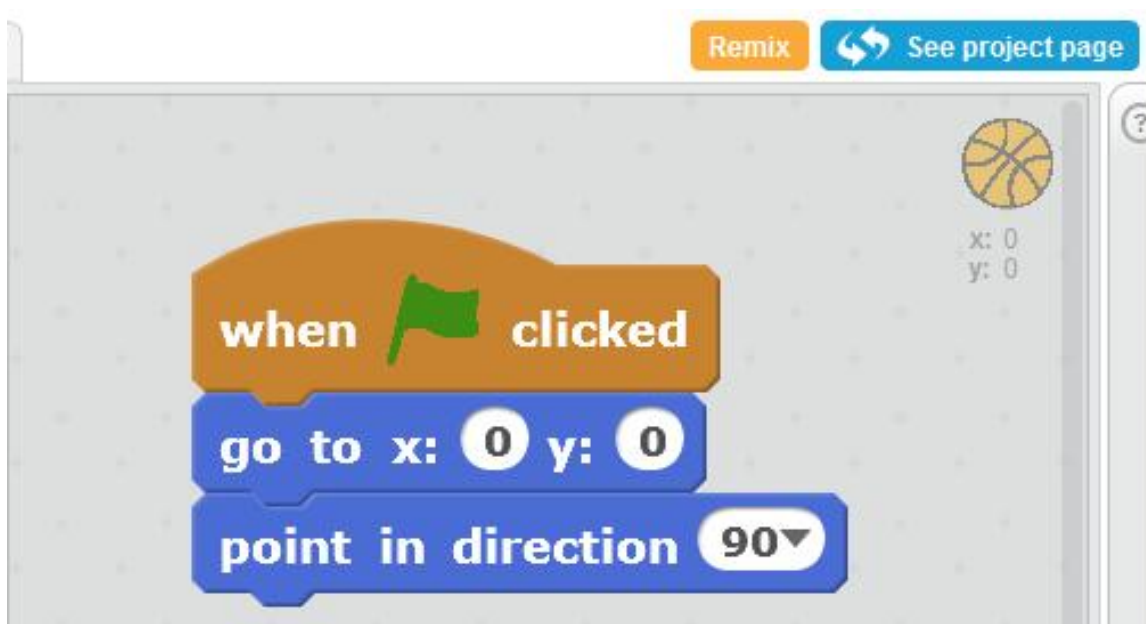 Remix See project page
?
x: 0
y: 0
when clicked
go to x: 0 y: 0
point in direction 90